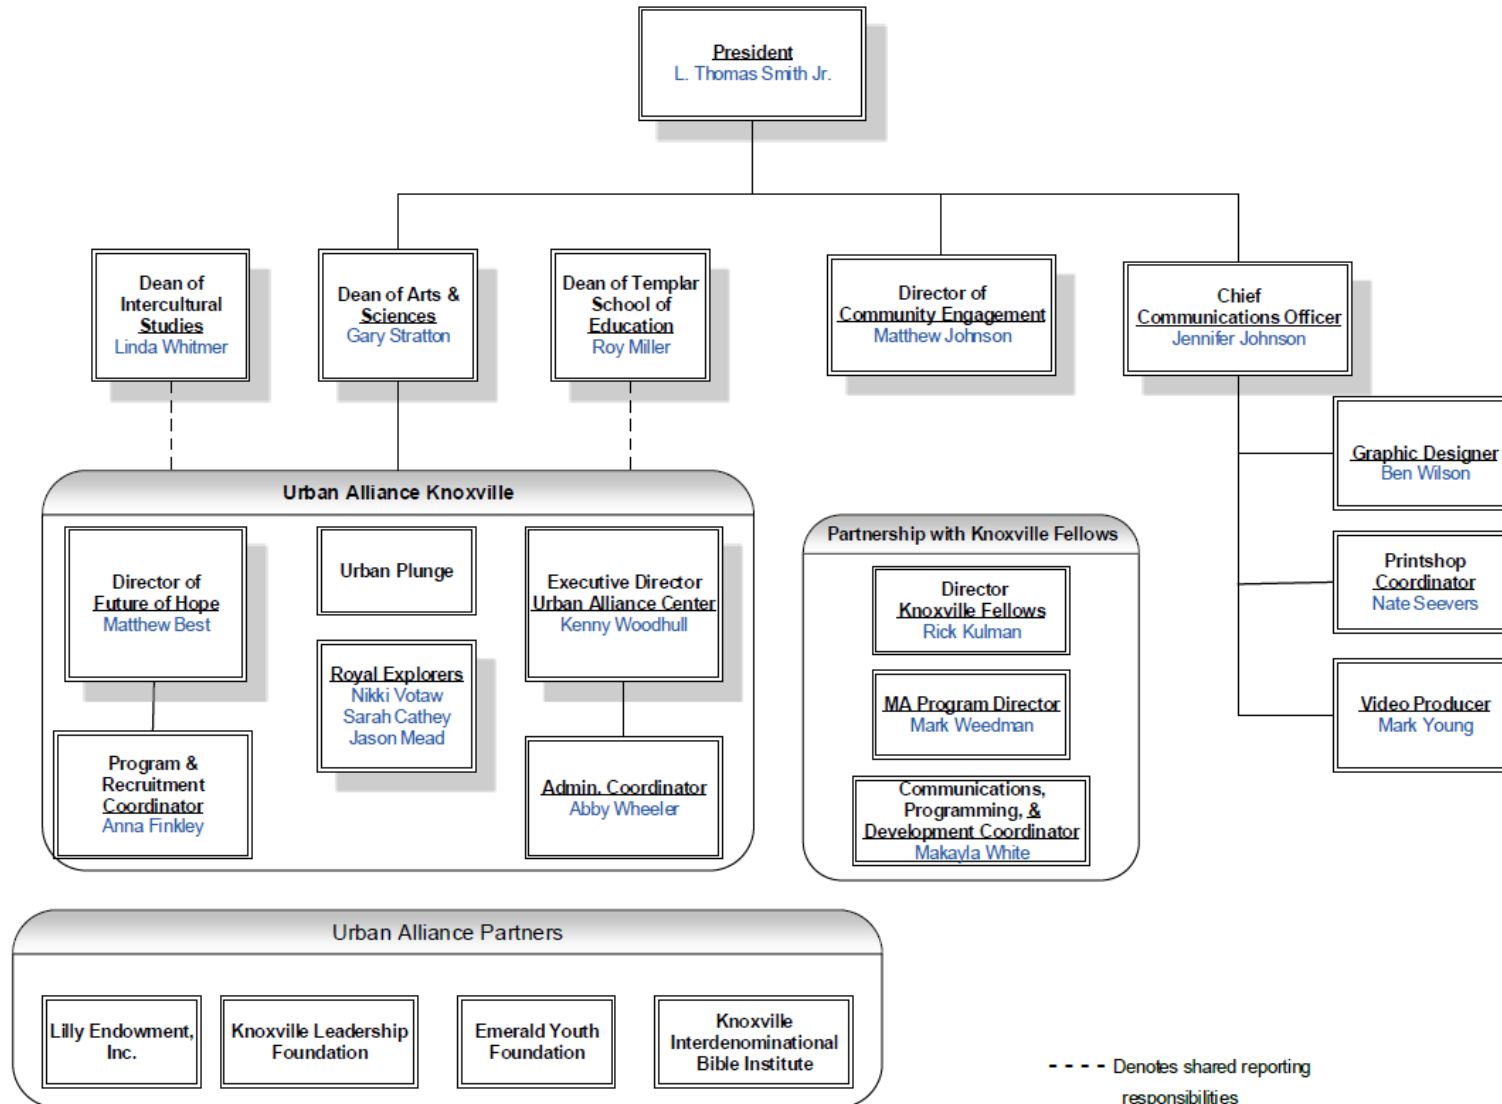 President
L. Thomas Smith Jr.
Dean of
Intercultural
Studies
Linda Whitmer
Dean of Arts &
Sciences
Gary Stratton
Dean of Templar
School of
Education
Roy Miller
Director of
Community Engagement
Matthew Johnson
Chief
Communications Officer
Jennifer Johnson
Graphic Designer
Ben Wilson
Printshop
Coordinator
Nate Seevers
Video Producer
Mark Young
Urban Alliance Knoxville
Director of
Future of Hope
Matthew Best
Program &
Recruitment
Coordinator
Anna Finkley
Urban Plunge
Royal Explorers
Nikki Votaw
Sarah Cathey
Jason Mead
Executive Director
Urban Alliance Center
Kenny Woodhull
Admin. Coordinator
Abby Wheeler
Partnership with Knoxville Fellows
Director
Knoxville Fellows
Rick Kulman
MA Program Director
Mark Weedman
Communications,
Programming, &
Development Coordinator
Makayla White
Urban Alliance Partners
Lilly Endowment,
Inc.
Knoxville Leadership
Foundation
Emerald Youth
Foundation
Knoxville
Interdenominational
Bible Institute
- - - - Denotes shared reporting
responsibilities